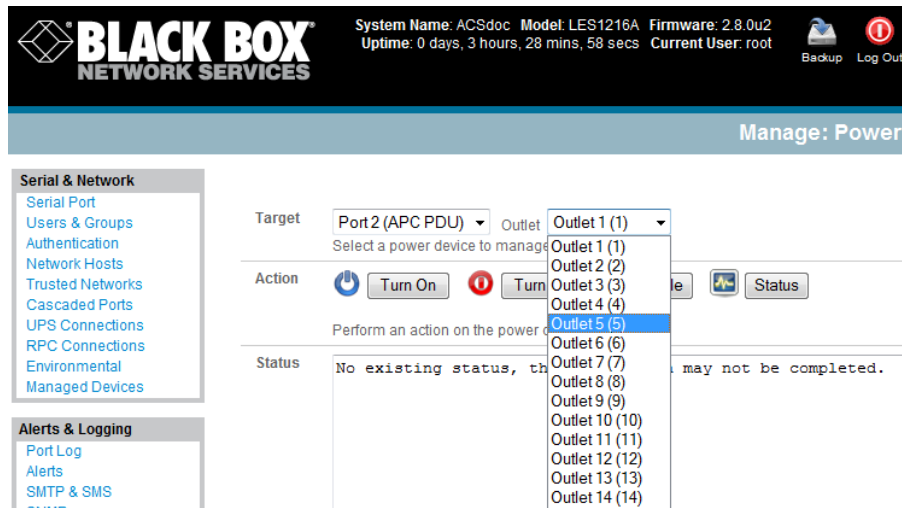 BLACK BOX®
NETWORK SERVICES
System Name: ACSdoc Model: LES1216A Firmware: 2.8.0u2
Uptime: 0 days, 3 hours, 28 mins, 58 secs Current User: root
Backup
Log Out
Manage: Power
Serial & Network
Serial Port
Users & Groups
Authentication
Network Hosts
Trusted Networks
Cascaded Ports
UPS Connections
RPC Connections
Environmental
Managed Devices
Alerts & Logging
Port Log
Alerts
SMTP & SMS
Target
Port 2 (APC PDU) Outlet Outlet 1 (1)
Select a power device to manage
Outlet 1 (1)
Outlet 2 (2)
Outlet 3 (3)
Outlet 4 (4)
Outlet 5 (5)
Outlet 6 (6)
Outlet 7 (7)
Outlet 8 (8)
Outlet 9 (9)
Outlet 10 (10)
Outlet 11 (11)
Outlet 12 (12)
Outlet 13 (13)
Outlet 14 (14)
Action
Turn On Turn le Status
Perform an action on the power
Status
No existing status, th may not be completed.